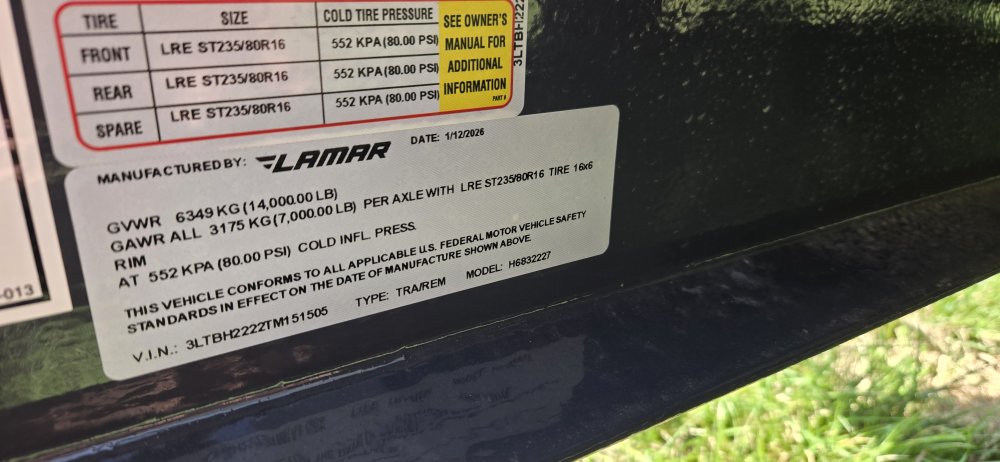 TIRE SIZE COLD TIRE PRESSURE SEE OWNER'S
MANUAL FOR
ADDITIONAL
INFORMATION
PART #
FRONT LRE ST235/80R16 552 KPA (80.00 PSI)
REAR LRE ST235/80R16 552 KPA (80.00 PSI)
SPARE LRE ST235/80R16 552 KPA (80.00 PSI)
3LTBH222
MANUFACTURED BY: LAMAR DATE: 1/12/2026
GVWR 6349 KG (14,000.00 LB)
GAWR ALL 3175 KG (7,000.00 LB) PER AXLE WITH LRE ST235/80R16 TIRE 16x6
RIM
AT 552 KPA (80.00 PSI) COLD INFL. PRESS.
THIS VEHICLE CONFORMS TO ALL APPLICABLE U.S. FEDERAL MOTOR VEHICLE SAFETY
STANDARDS IN EFFECT ON THE DATE OF MANUFACTURE SHOWN ABOVE.
V.I.N.: 3LTBH2222TM151505 TYPE: TRA/REM MODEL: H6832227
-013